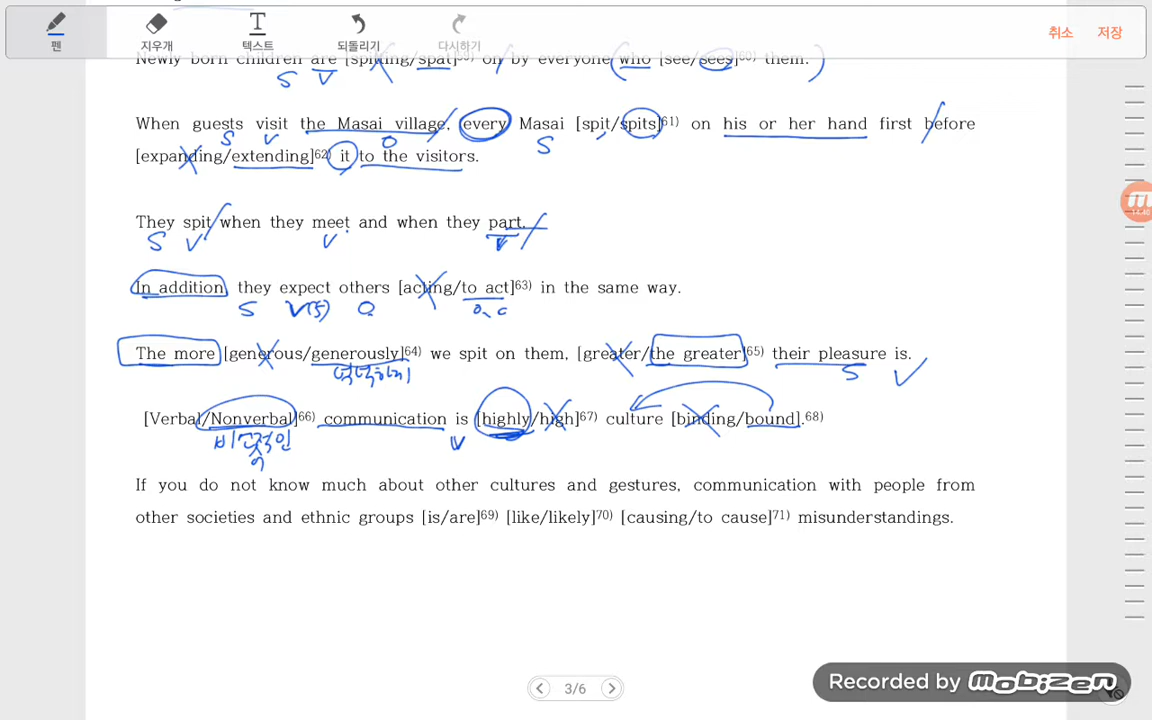 펜 지우개 텍스트 되돌리기 다시하기 취소 저장
Newly born children are [spitting/spat]59) on by everyone who [see/sees]60) them.
S V
When guests visit the Masai village, every Masai [spit/spits]61) on his or her hand first before
S V O S
[expanding/extending]62) it to the visitors.
They spit when they meet and when they part.
S V V V
In addition, they expect others [acting/to act]63) in the same way.
S V(5) O O.C
The more [generous/generously]64) we spit on them, [greater/the greater]65) their pleasure is.
S V
[Verbal/Nonverbal]66) communication is [highly/high]67) culture [binding/bound].68)
비언적인 V
어
If you do not know much about other cultures and gestures, communication with people from
other societies and ethnic groups [is/are]69) [like/likely]70) [causing/to cause]71) misunderstandings.
3/6
Recorded by mobizen